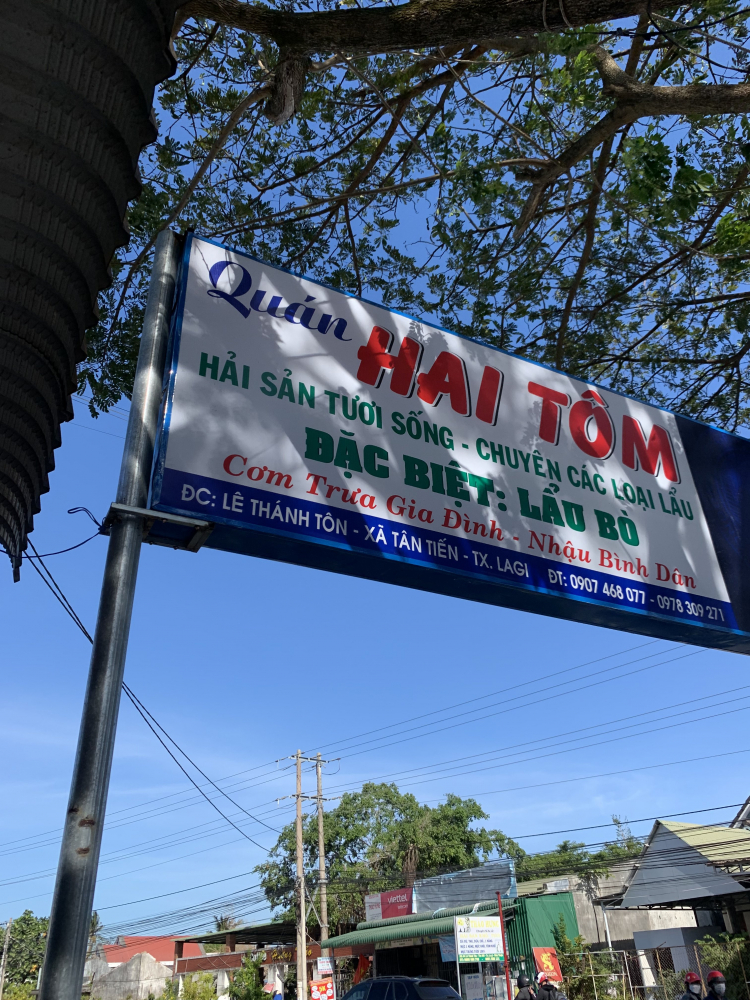 Quán
HAI TÔM
HẢI SẢN TƯƠI SỐNG - CHUYÊN CÁC LOẠI LẨU
ĐẶC BIỆT: LẨU BÒ
Cơm Trưa Gia Đình - Nhậu Bình Dân
ĐC: LÊ THÁNH TÔN - XÃ TÂN TIẾN - TX. LAGI ĐT: 0907 468 077 - 0978 309 271
viettel